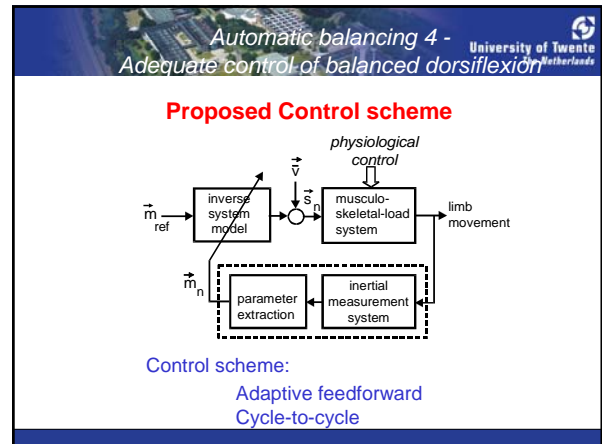 Automatic balancing 4 -
Adequate control of balanced dorsiflexion
University of Twente
The Netherlands
Proposed Control scheme
physiological
control
v
m ref
inverse
system
model
s n
musculo-
skeletal-load
system
limb
movement
m n
parameter
extraction
inertial
measurement
system
Control scheme:
Adaptive feedforward
Cycle-to-cycle